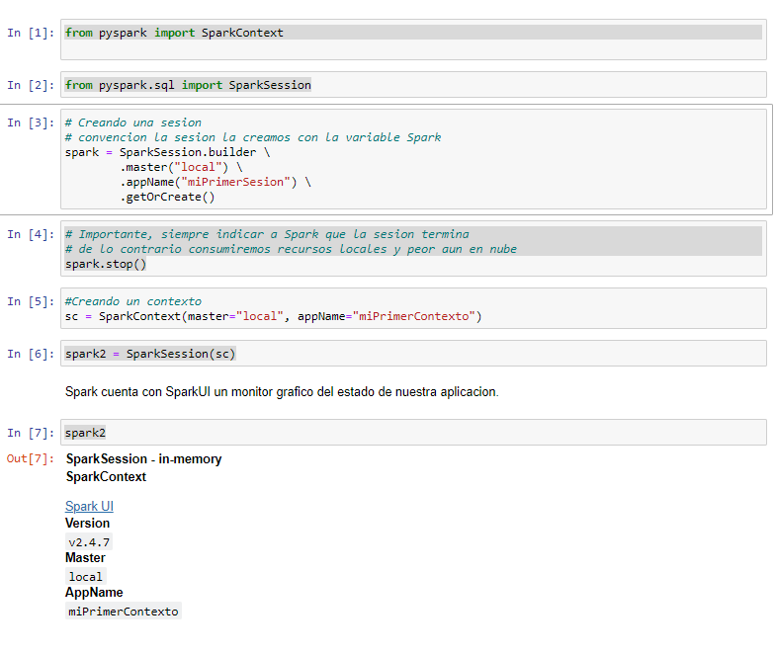 In [1]: from pyspark import SparkContext
In [2]: from pyspark.sql import SparkSession
In [3]: # Creando una sesion
# convencion la sesion la creamos con la variable Spark
spark = SparkSession.builder \
.master("local") \
.appName("miPrimerSesion") \
.getOrCreate()
In [4]: # Importante, siempre indicar a Spark que la sesion termina
# de lo contrario consumiremos recursos locales y peor aun en nube
spark.stop()
In [5]: #Creando un contexto
sc = SparkContext(master="local", appName="miPrimerContexto")
In [6]: spark2 = SparkSession(sc)
Spark cuenta con SparkUI un monitor grafico del estado de nuestra aplicacion.
In [7]: spark2
Out[7]: SparkSession - in-memory
SparkContext
Spark UI
Version
v2.4.7
Master
local
AppName
miPrimerContexto